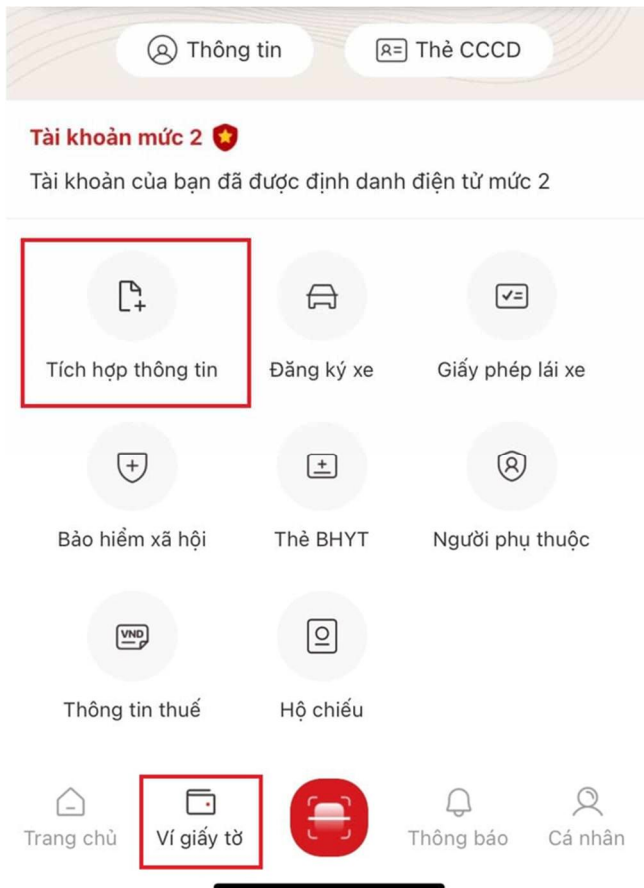 Thông tin
Thẻ CCCD
Tài khoản mức 2
Tài khoản của bạn đã được định danh điện tử mức 2
Tích hợp thông tin
Đăng ký xe
Giấy phép lái xe
Bảo hiểm xã hội
Thẻ BHYT
Người phụ thuộc
VND
Thông tin thuế
Hộ chiếu
Trang chủ
Ví giấy tờ
Thông báo
Cá nhân